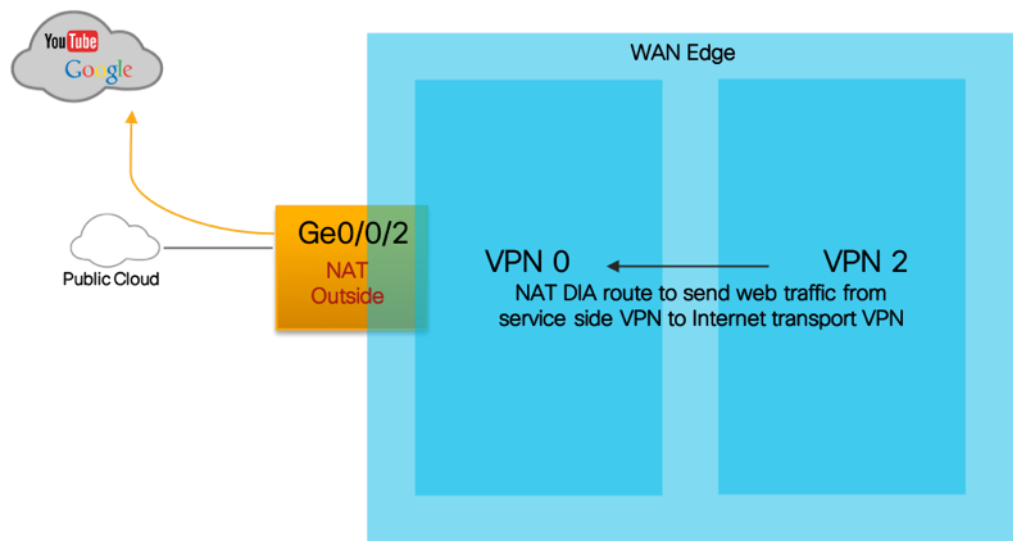 YouTube
Google
WAN Edge
Ge0/0/2
NAT
Outside
Public Cloud
VPN 0
VPN 2
NAT DIA route to send web traffic from
service side VPN to Internet transport VPN